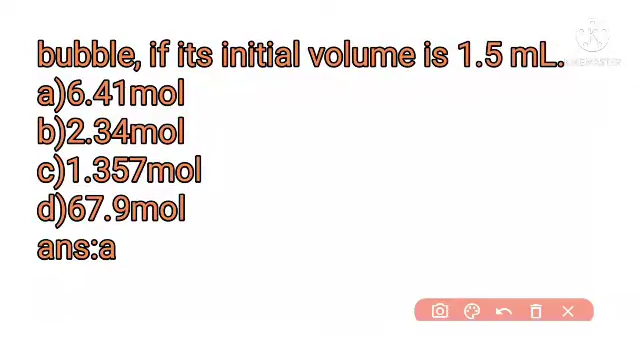 bubble, if its initial volume is 1.5 mL.
a)6.41mol
b)2.34mol
c)1.357mol
d)67.9mol
ans:a